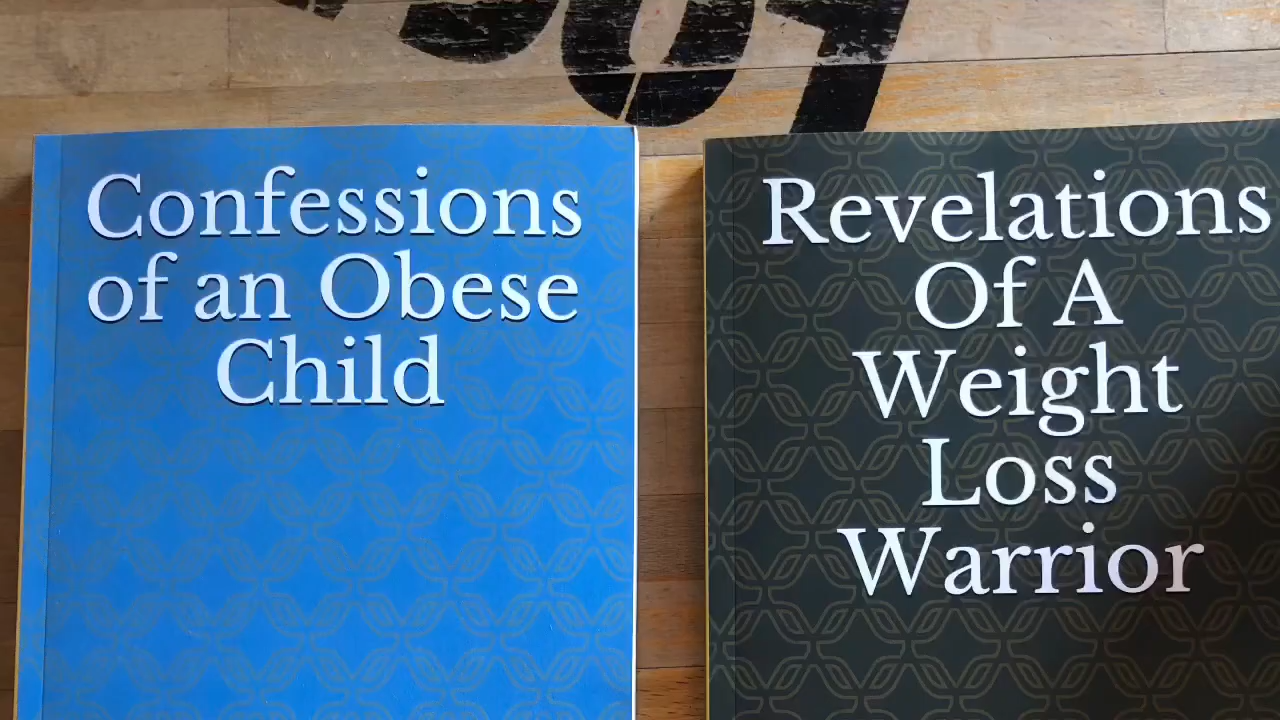 Confessions
of an Obese
Child
Revelations
Of A
Weight
Loss
Warrior